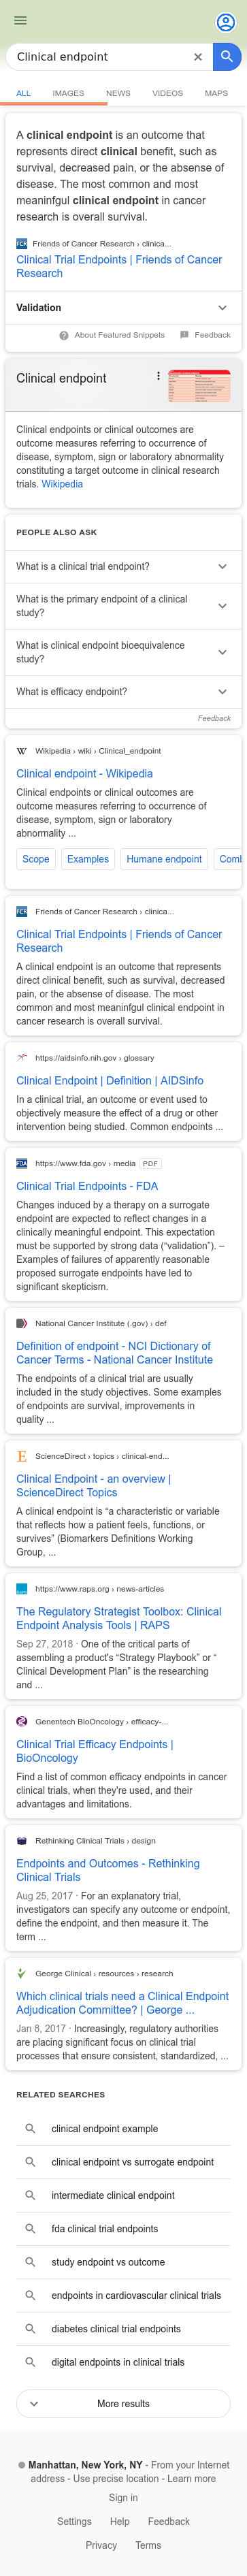 Clinical endpoint
ALL IMAGES NEWS VIDEOS MAPS
A clinical endpoint is an outcome that
represents direct clinical benefit, such as
survival, decreased pain, or the absense of
disease. The most common and most
meaninful clinical endpoint in cancer
research is overall survival.
FCR Friends of Cancer Research › clinica...
Clinical Trial Endpoints | Friends of Cancer
Research
Validation
About Featured Snippets Feedback
Clinical endpoint
Clinical endpoints or clinical outcomes are
outcome measures referring to occurrence of
disease, symptom, sign or laboratory abnormality
constituting a target outcome in clinical research
trials. Wikipedia
PEOPLE ALSO ASK
What is a clinical trial endpoint?
What is the primary endpoint of a clinical
study?
What is clinical endpoint bioequivalence
study?
What is efficacy endpoint?
Feedback
W Wikipedia › wiki › Clinical_endpoint
Clinical endpoint - Wikipedia
Clinical endpoints or clinical outcomes are
outcome measures referring to occurrence of
disease, symptom, sign or laboratory
abnormality ...
Scope Examples Humane endpoint Comb
FCR Friends of Cancer Research › clinica...
Clinical Trial Endpoints | Friends of Cancer
Research
A clinical endpoint is an outcome that represents
direct clinical benefit, such as survival, decreased
pain, or the absense of disease. The most
common and most meaninful clinical endpoint in
cancer research is overall survival.
https://aidsinfo.nih.gov › glossary
Clinical Endpoint | Definition | AIDSinfo
In a clinical trial, an outcome or event used to
objectively measure the effect of a drug or other
intervention being studied. Common endpoints ...
FDA https://www.fda.gov › media PDF
Clinical Trial Endpoints - FDA
Changes induced by a therapy on a surrogate
endpoint are expected to reflect changes in a
clinically meaningful endpoint. This expectation
must be supported by strong data (“validation”). –
Examples of failures of apparently reasonable
proposed surrogate endpoints have led to
significant skepticism.
National Cancer Institute (.gov) › def
Definition of endpoint - NCI Dictionary of
Cancer Terms - National Cancer Institute
The endpoints of a clinical trial are usually
included in the study objectives. Some examples
of endpoints are survival, improvements in
quality ...
E ScienceDirect › topics › clinical-end...
Clinical Endpoint - an overview |
ScienceDirect Topics
A clinical endpoint is “a characteristic or variable
that reflects how a patient feels, functions, or
survives” (Biomarkers Definitions Working
Group, ...
https://www.raps.org › news-articles
The Regulatory Strategist Toolbox: Clinical
Endpoint Analysis Tools | RAPS
Sep 27, 2018 · One of the critical parts of
assembling a product's “Strategy Playbook” or “
Clinical Development Plan” is the researching
and ...
Genentech BioOncology › efficacy-...
Clinical Trial Efficacy Endpoints |
BioOncology
Find a list of common efficacy endpoints in cancer
clinical trials, when they're used, and their
advantages and limitations.
Rethinking Clinical Trials › design
Endpoints and Outcomes - Rethinking
Clinical Trials
Aug 25, 2017 · For an explanatory trial,
investigators can specify any outcome or endpoint,
define the endpoint, and then measure it. The
term ...
George Clinical › resources › research
Which clinical trials need a Clinical Endpoint
Adjudication Committee? | George ...
Jan 8, 2017 · Increasingly, regulatory authorities
are placing significant focus on clinical trial
processes that ensure consistent, standardized, ...
RELATED SEARCHES
clinical endpoint example
clinical endpoint vs surrogate endpoint
intermediate clinical endpoint
fda clinical trial endpoints
study endpoint vs outcome
endpoints in cardiovascular clinical trials
diabetes clinical trial endpoints
digital endpoints in clinical trials
More results
Manhattan, New York, NY - From your Internet
address - Use precise location - Learn more
Sign in
Settings Help Feedback
Privacy Terms